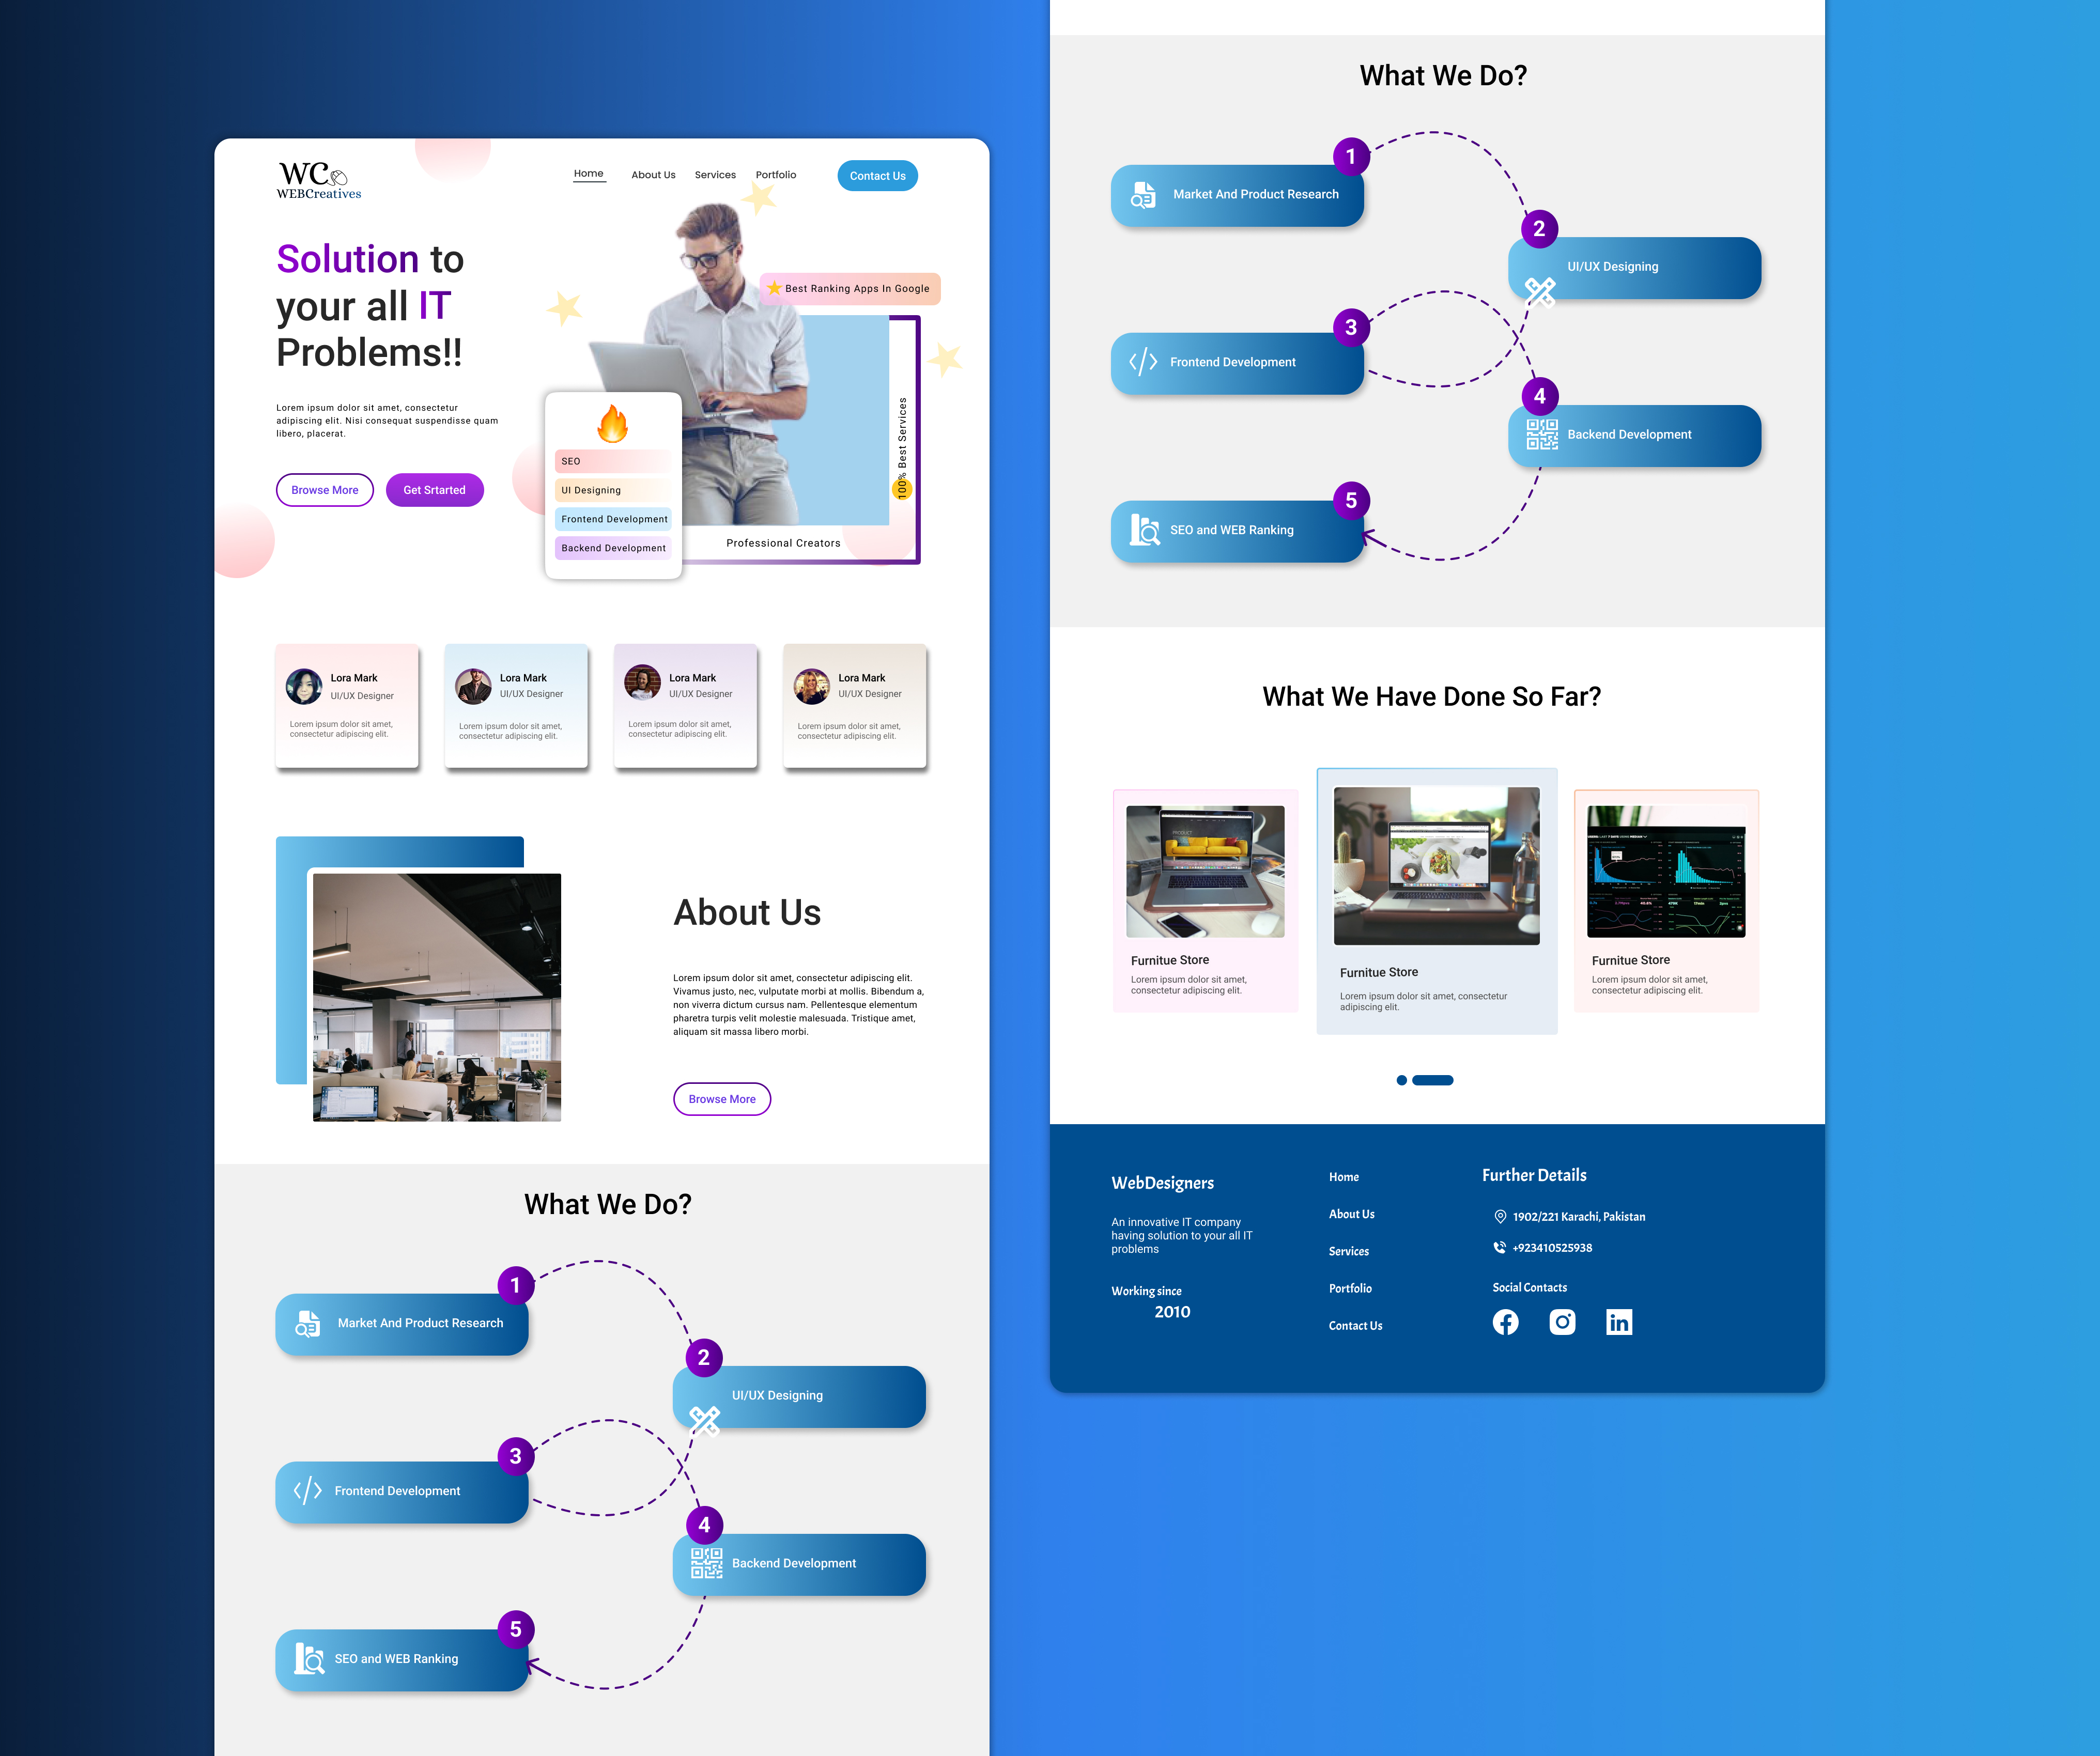 WC
WEBCreatives
Home
About Us
Services
Portfolio
Contact Us
Solution to
your all IT
Problems!!
Lorem ipsum dolor sit amet, consectetur
adipiscing elit. Nisi consequat suspendisse quam
libero, placerat.
Browse More
Get Srtarted
Best Ranking Apps In Google
100% Best Services
SEO
UI Designing
Frontend Development
Backend Development
Professional Creators
Lora Mark
UI/UX Designer
Lorem ipsum dolor sit amet,
consectetur adipiscing elit.
Lora Mark
UI/UX Designer
Lorem ipsum dolor sit amet,
consectetur adipiscing elit.
Lora Mark
UI/UX Designer
Lorem ipsum dolor sit amet,
consectetur adipiscing elit.
Lora Mark
UI/UX Designer
Lorem ipsum dolor sit amet,
consectetur adipiscing elit.
About Us
Lorem ipsum dolor sit amet, consectetur adipiscing elit.
Vivamus justo, nec, vulputate morbi at mollis. Bibendum a,
non viverra dictum cursus nam. Pellentesque elementum
pharetra turpis velit molestie malesuada. Tristique amet,
aliquam sit massa libero morbi.
Browse More
What We Do?
1
Market And Product Research
2
UI/UX Designing
3
Frontend Development
4
Backend Development
5
SEO and WEB Ranking
What We Do?
1
Market And Product Research
2
UI/UX Designing
3
Frontend Development
4
Backend Development
5
SEO and WEB Ranking
What We Have Done So Far?
PRODUCT
Furnitue Store
Lorem ipsum dolor sit amet,
consectetur adipiscing elit.
Furnitue Store
Lorem ipsum dolor sit amet, consectetur
adipiscing elit.
Furnitue Store
Lorem ipsum dolor sit amet,
consectetur adipiscing elit.
WebDesigners
An innovative IT company
having solution to your all IT
problems
Working since
2010
Home
About Us
Services
Portfolio
Contact Us
Further Details
1902/221 Karachi, Pakistan
+923410525938
Social Contacts